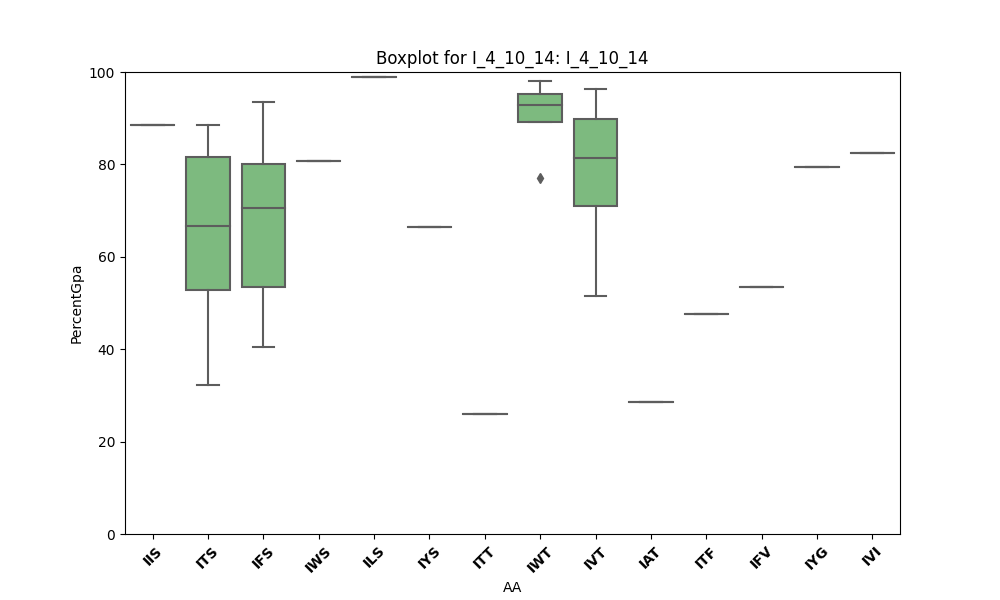 Boxplot for I_4_10_14: I_4_10_14
100
80
60
40
20
0
PercentGpa
IIS ITS IFS IWS ILS IYS ITT IWT IVT IAT ITF IFV IYG IVI
AA